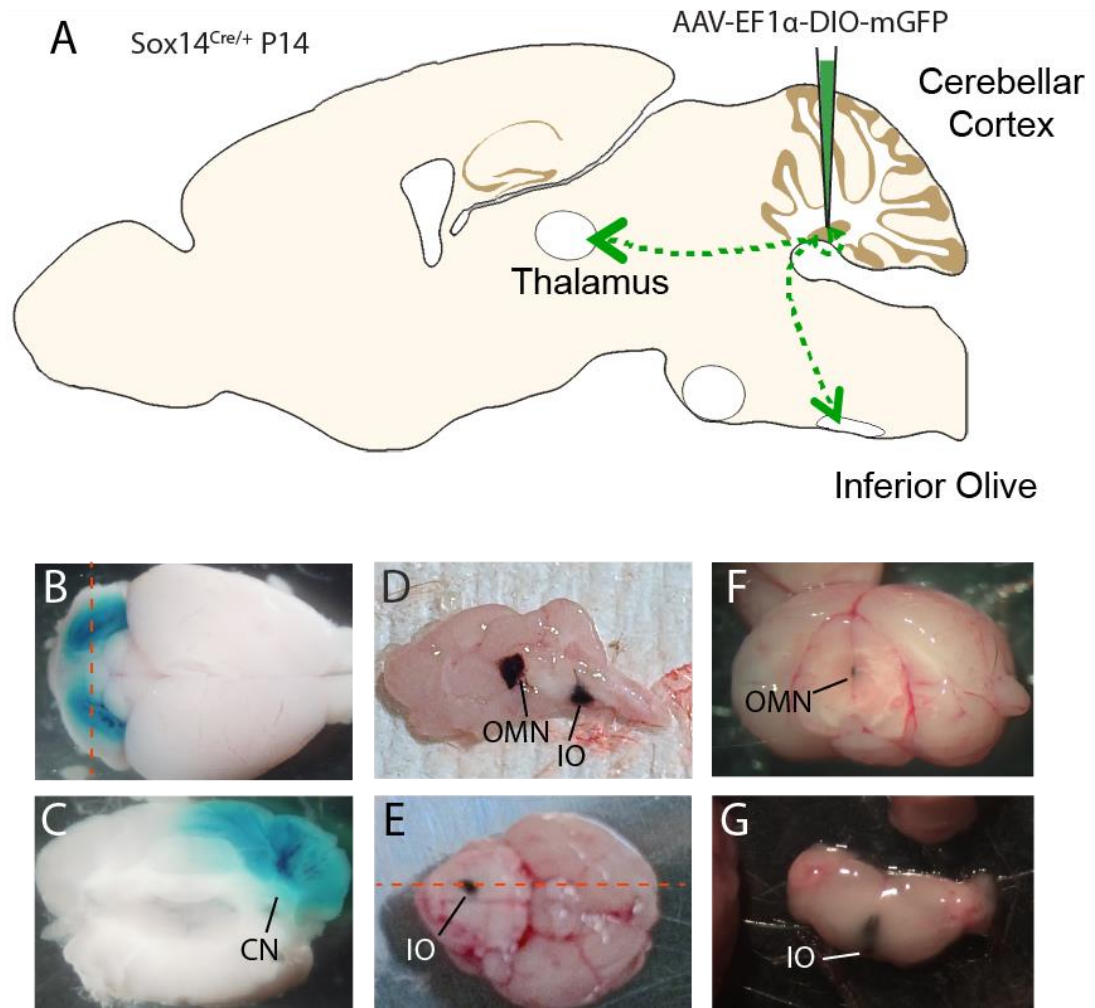 A
Sox14Cre/+ P14
AAV-EF1α-DIO-mGFP
Cerebellar
Cortex
Thalamus
Inferior Olive
B
D
OMN
IO
F
OMN
C
CN
E
IO
G
IO